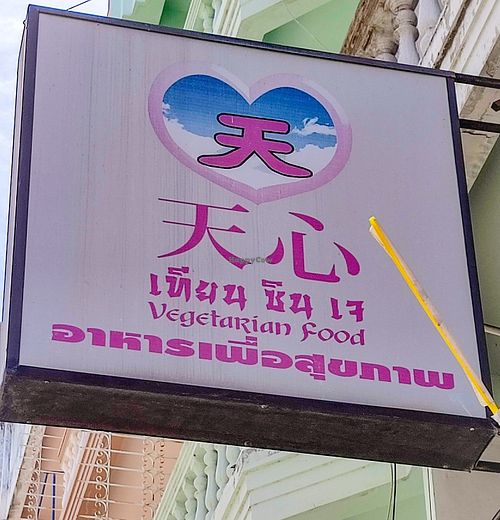 天
天心
เทียน ซิน เจ
Vegetarian Food
อาหารเพื่อสุขภาพ
HappyCow